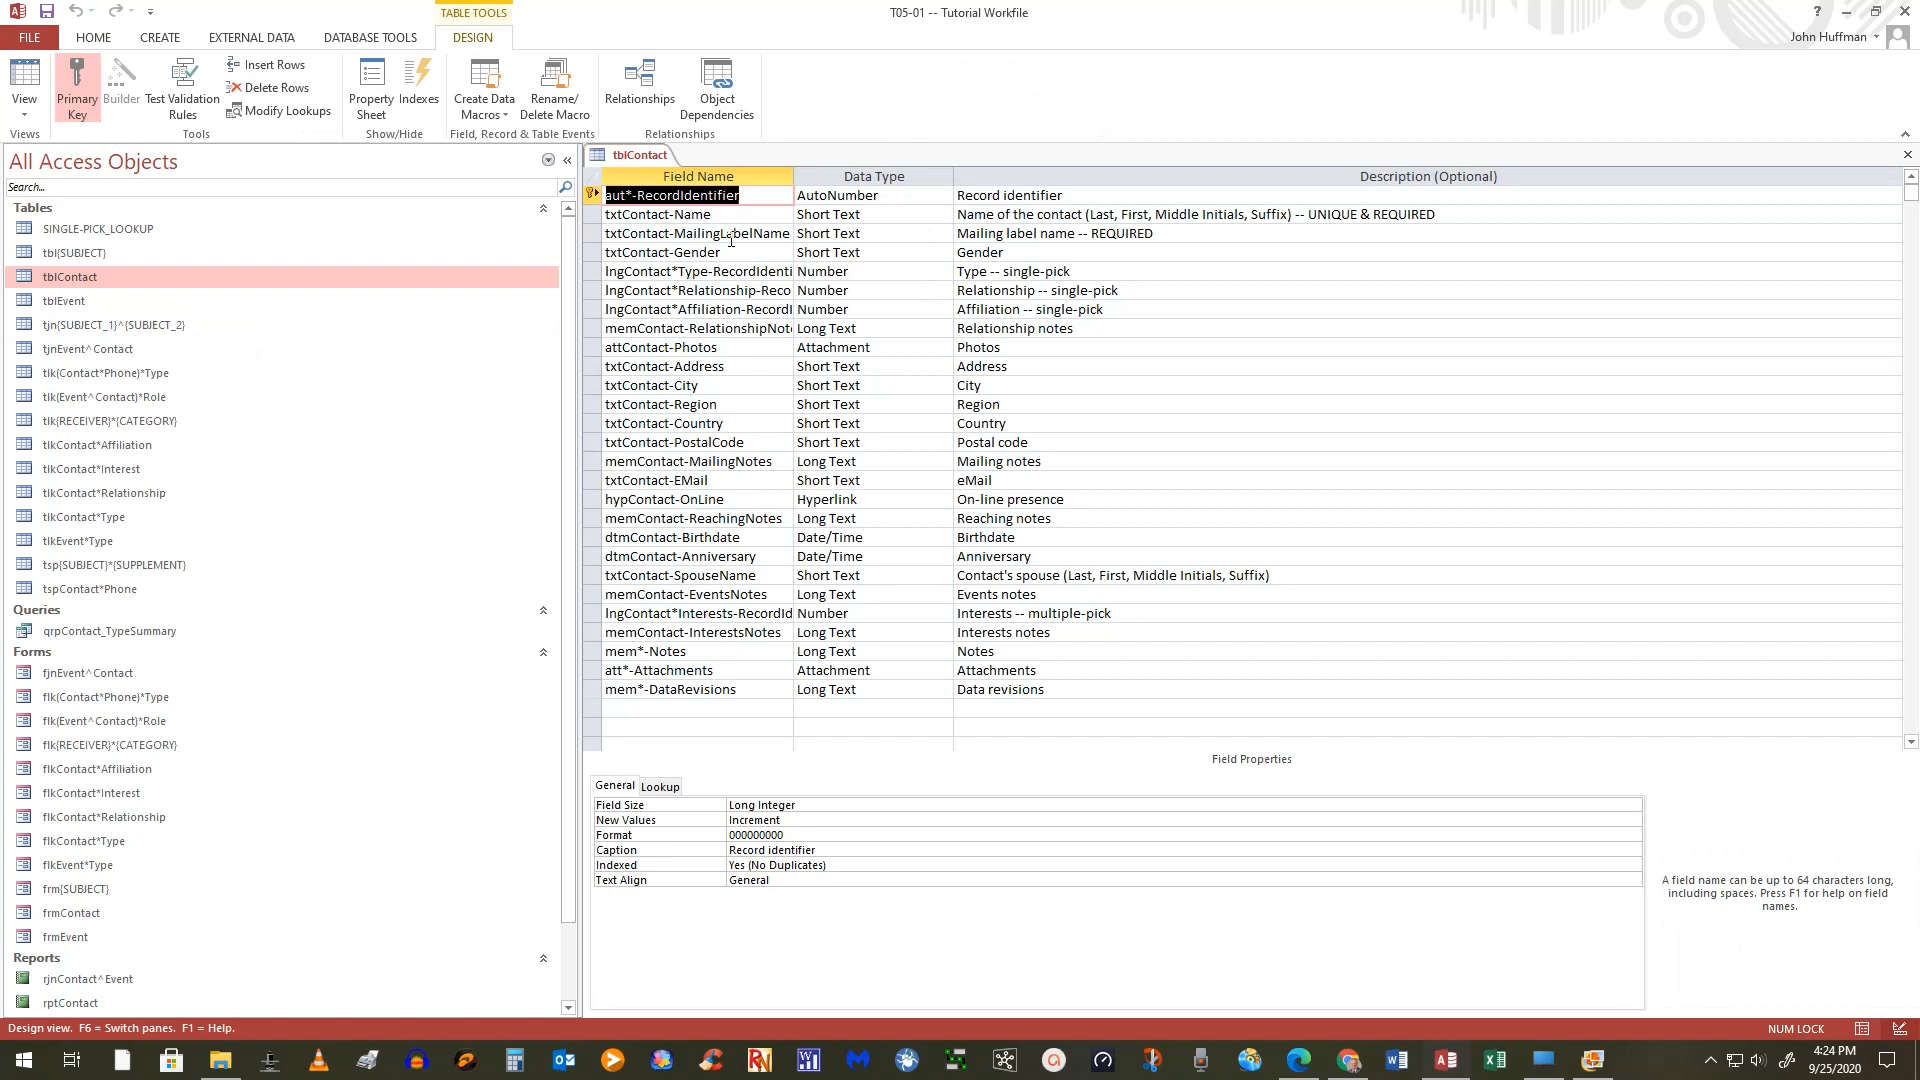 TABLE TOOLS
T05-01 -- Tutorial Workfile
?
FILE
HOME
CREATE
EXTERNAL DATA
DATABASE TOOLS
DESIGN
John Huffman
View
Primary Key
Builder
Test Validation Rules
Insert Rows
Delete Rows
Modify Lookups
Property Sheet
Indexes
Create Data Macros
Rename/ Delete Macro
Relationships
Object Dependencies
Views
Tools
Show/Hide
Field, Record & Table Events
Relationships
All Access Objects
Search...
Tables
SINGLE-PICK_LOOKUP
tbl{SUBJECT}
tblContact
tblEvent
tjn{SUBJECT_1}^{SUBJECT_2}
tjnEvent^Contact
tlk(Contact*Phone)*Type
tlk(Event^Contact)*Role
tlk{RECEIVER}*{CATEGORY}
tlkContact*Affiliation
tlkContact*Interest
tlkContact*Relationship
tlkContact*Type
tlkEvent*Type
tsp{SUBJECT}*{SUPPLEMENT}
tspContact*Phone
Queries
qrpContact_TypeSummary
Forms
fjnEvent^Contact
flk(Contact*Phone)*Type
flk(Event^Contact)*Role
flk{RECEIVER}*{CATEGORY}
flkContact*Affiliation
flkContact*Interest
flkContact*Relationship
flkContact*Type
flkEvent*Type
frm{SUBJECT}
frmContact
frmEvent
Reports
rjnContact^Event
rptContact
tblContact
Field Name Data Type Description (Optional)
aut*-RecordIdentifier AutoNumber Record identifier
txtContact-Name Short Text Name of the contact (Last, First, Middle Initials, Suffix) -- UNIQUE & REQUIRED
txtContact-MailingLabelName Short Text Mailing label name -- REQUIRED
txtContact-Gender Short Text Gender
lngContact*Type-RecordIdenti Number Type -- single-pick
lngContact*Relationship-Reco Number Relationship -- single-pick
lngContact*Affiliation-RecordI Number Affiliation -- single-pick
memContact-RelationshipNot Long Text Relationship notes
attContact-Photos Attachment Photos
txtContact-Address Short Text Address
txtContact-City Short Text City
txtContact-Region Short Text Region
txtContact-Country Short Text Country
txtContact-PostalCode Short Text Postal code
memContact-MailingNotes Long Text Mailing notes
txtContact-EMail Short Text eMail
hypContact-OnLine Hyperlink On-line presence
memContact-ReachingNotes Long Text Reaching notes
dtmContact-Birthdate Date/Time Birthdate
dtmContact-Anniversary Date/Time Anniversary
txtContact-SpouseName Short Text Contact's spouse (Last, First, Middle Initials, Suffix)
memContact-EventsNotes Long Text Events notes
lngContact*Interests-RecordId Number Interests -- multiple-pick
memContact-InterestsNotes Long Text Interests notes
mem*-Notes Long Text Notes
att*-Attachments Attachment Attachments
mem*-DataRevisions Long Text Data revisions
Field Properties
General Lookup
Field Size Long Integer
New Values Increment
Format 000000000
Caption Record identifier
Indexed Yes (No Duplicates)
Text Align General
A field name can be up to 64 characters long,
including spaces. Press F1 for help on field
names.
Design view. F6 = Switch panes. F1 = Help.
NUM LOCK
4:24 PM
9/25/2020